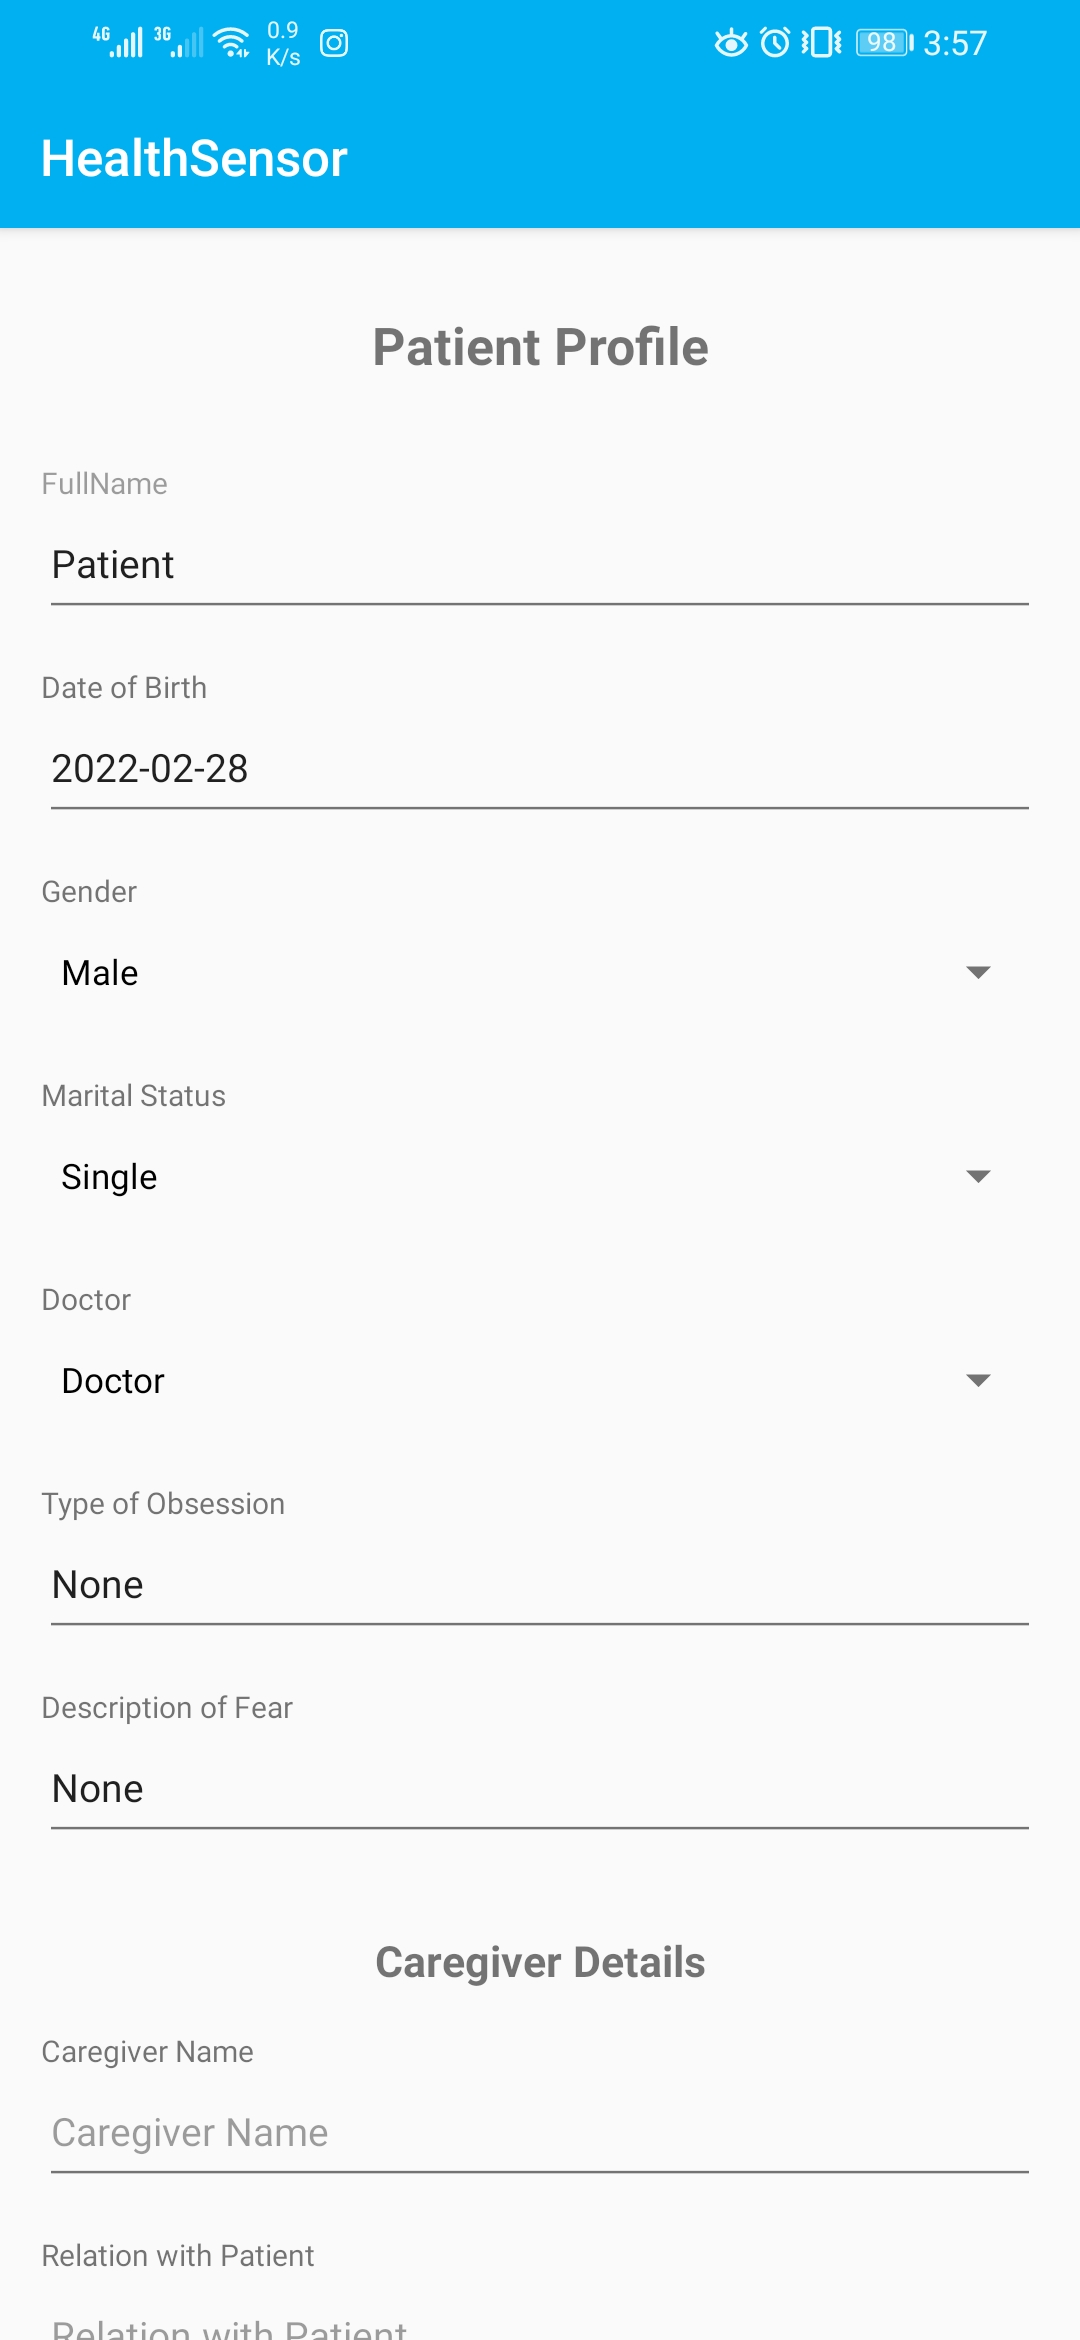 4G 3G 0.9 K/s 98 3:57
HealthSensor
Patient Profile
FullName
Patient
Date of Birth
2022-02-28
Gender
Male
Marital Status
Single
Doctor
Doctor
Type of Obsession
None
Description of Fear
None
Caregiver Details
Caregiver Name
Caregiver Name
Relation with Patient
Relation with Patient